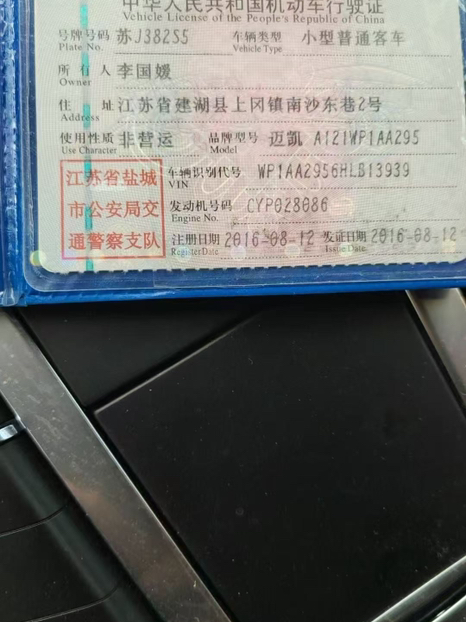 中华人民共和国机动车行驶证
Vehicle License of the People's Republic of China
号牌号码 苏J382S5 车辆类型 小型普通客车
Plate No. Vehicle Type
所有人 李国媛
Owner
住址 江苏省建湖县上冈镇南沙东巷2号
Address
使用性质 非营运 品牌型号 迈凯 A121WP1AA295
Use Character Model
江苏省盐城
市公安局交
通警察支队
车辆识别代号 WP1AA2956HLB13939
VIN
发动机号码 CYP028086
Engine No.
注册日期 2016-08-12 发证日期 2016-08-12
Register Date Issue Date